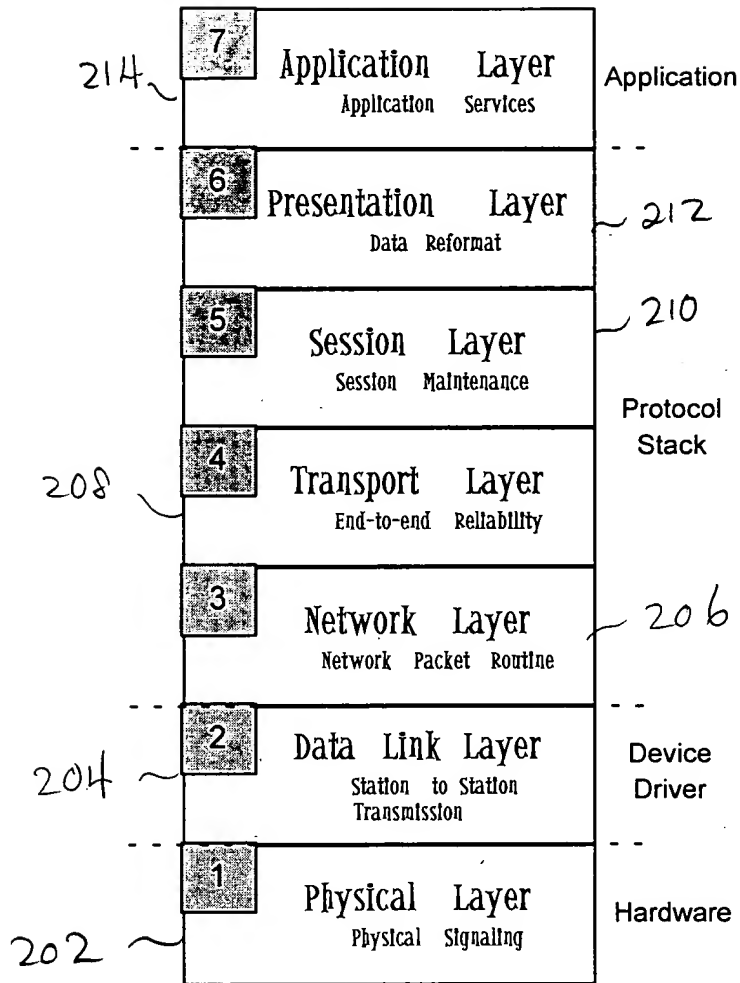 7
Application Layer
Application Services
214
Application
6
Presentation Layer
Data Reformat
212
5
Session Layer
Session Maintenance
210
Protocol
Stack
4
Transport Layer
End-to-end Reliability
208
3
Network Layer
Network Packet Routine
206
2
Data Link Layer
Station to Station
Transmission
204
Device
Driver
1
Physical Layer
Physical Signaling
202
Hardware